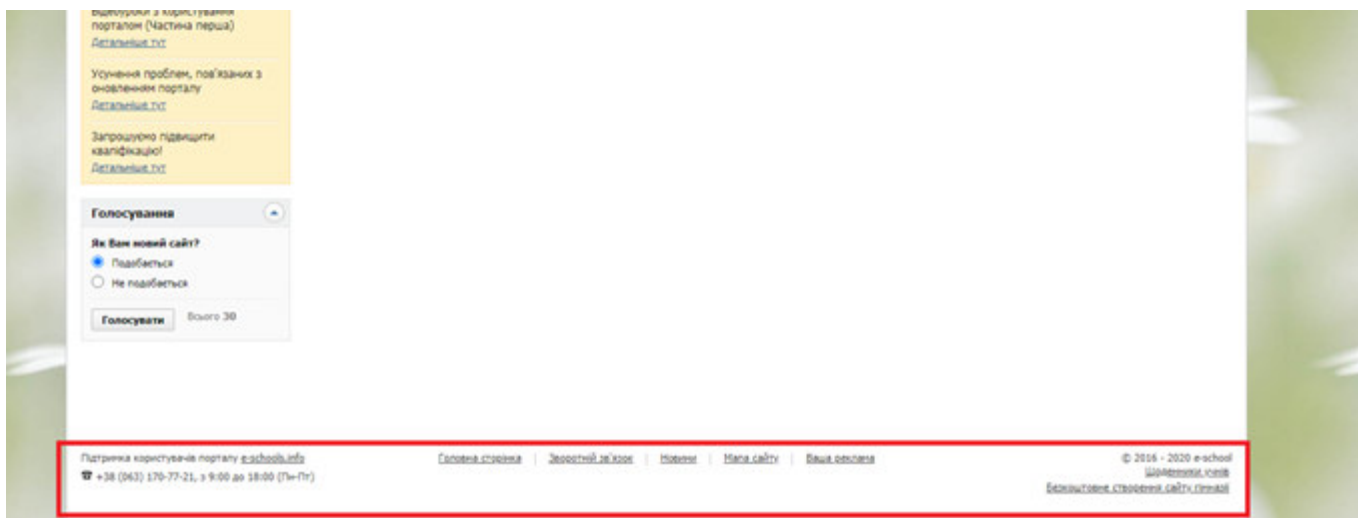 Відеоуроки з користування
порталом (Частина перша)
Детальніше тут
Усунення проблем, пов'язаних з
оновленням порталу
Детальніше тут
Запрошуємо підвищити
кваліфікацію!
Детальніше тут
Голосування
Як Вам новий сайт?
Подобається
Не подобається
Голосувати Всього 30
Підтримка користувачів порталу e-schools.info
☎ +38 (063) 170-77-21, з 9:00 до 18:00 (Пн-Пт)
Головна сторінка | Зворотній зв'язок | Новини | Мапа сайту | Ваша реклама
© 2016 - 2020 e-school
Щоденники учнів
Безкоштовне створення сайту гімназії